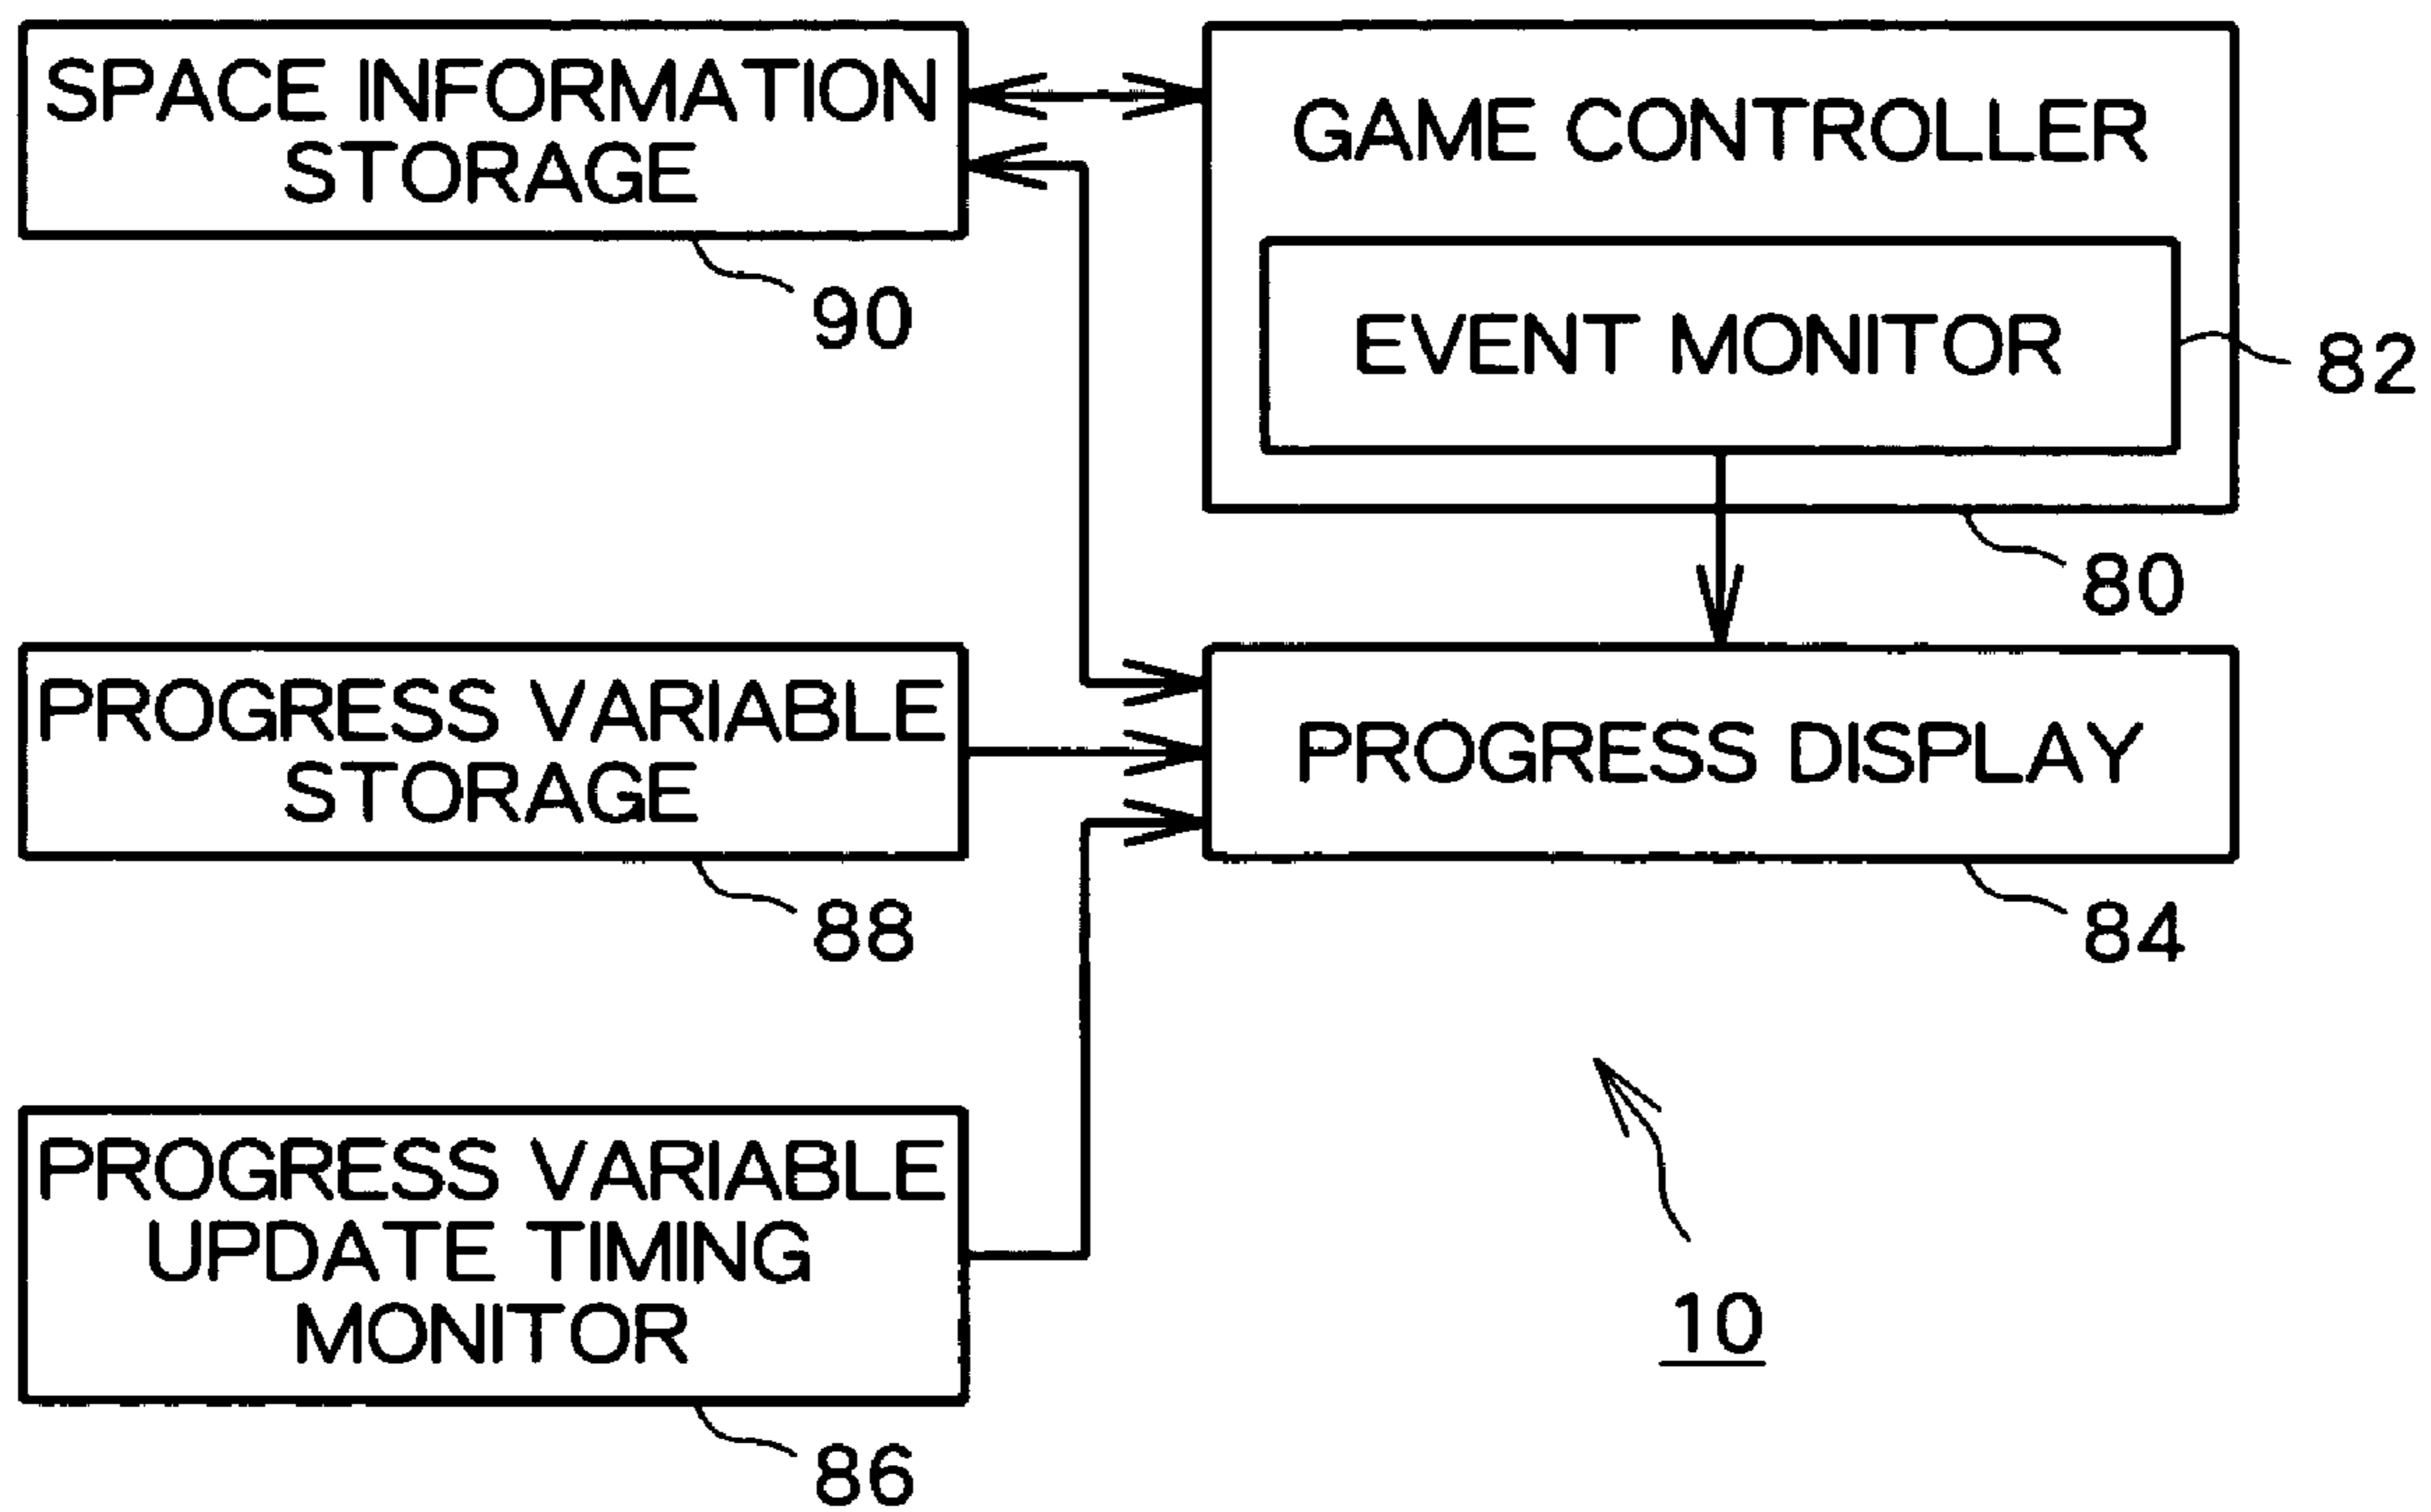 SPACE INFORMATION
STORAGE
90
GAME CONTROLLER
EVENT MONITOR
82
80
PROGRESS VARIABLE
STORAGE
88
PROGRESS DISPLAY
84
PROGRESS VARIABLE
UPDATE TIMING
MONITOR
86
10